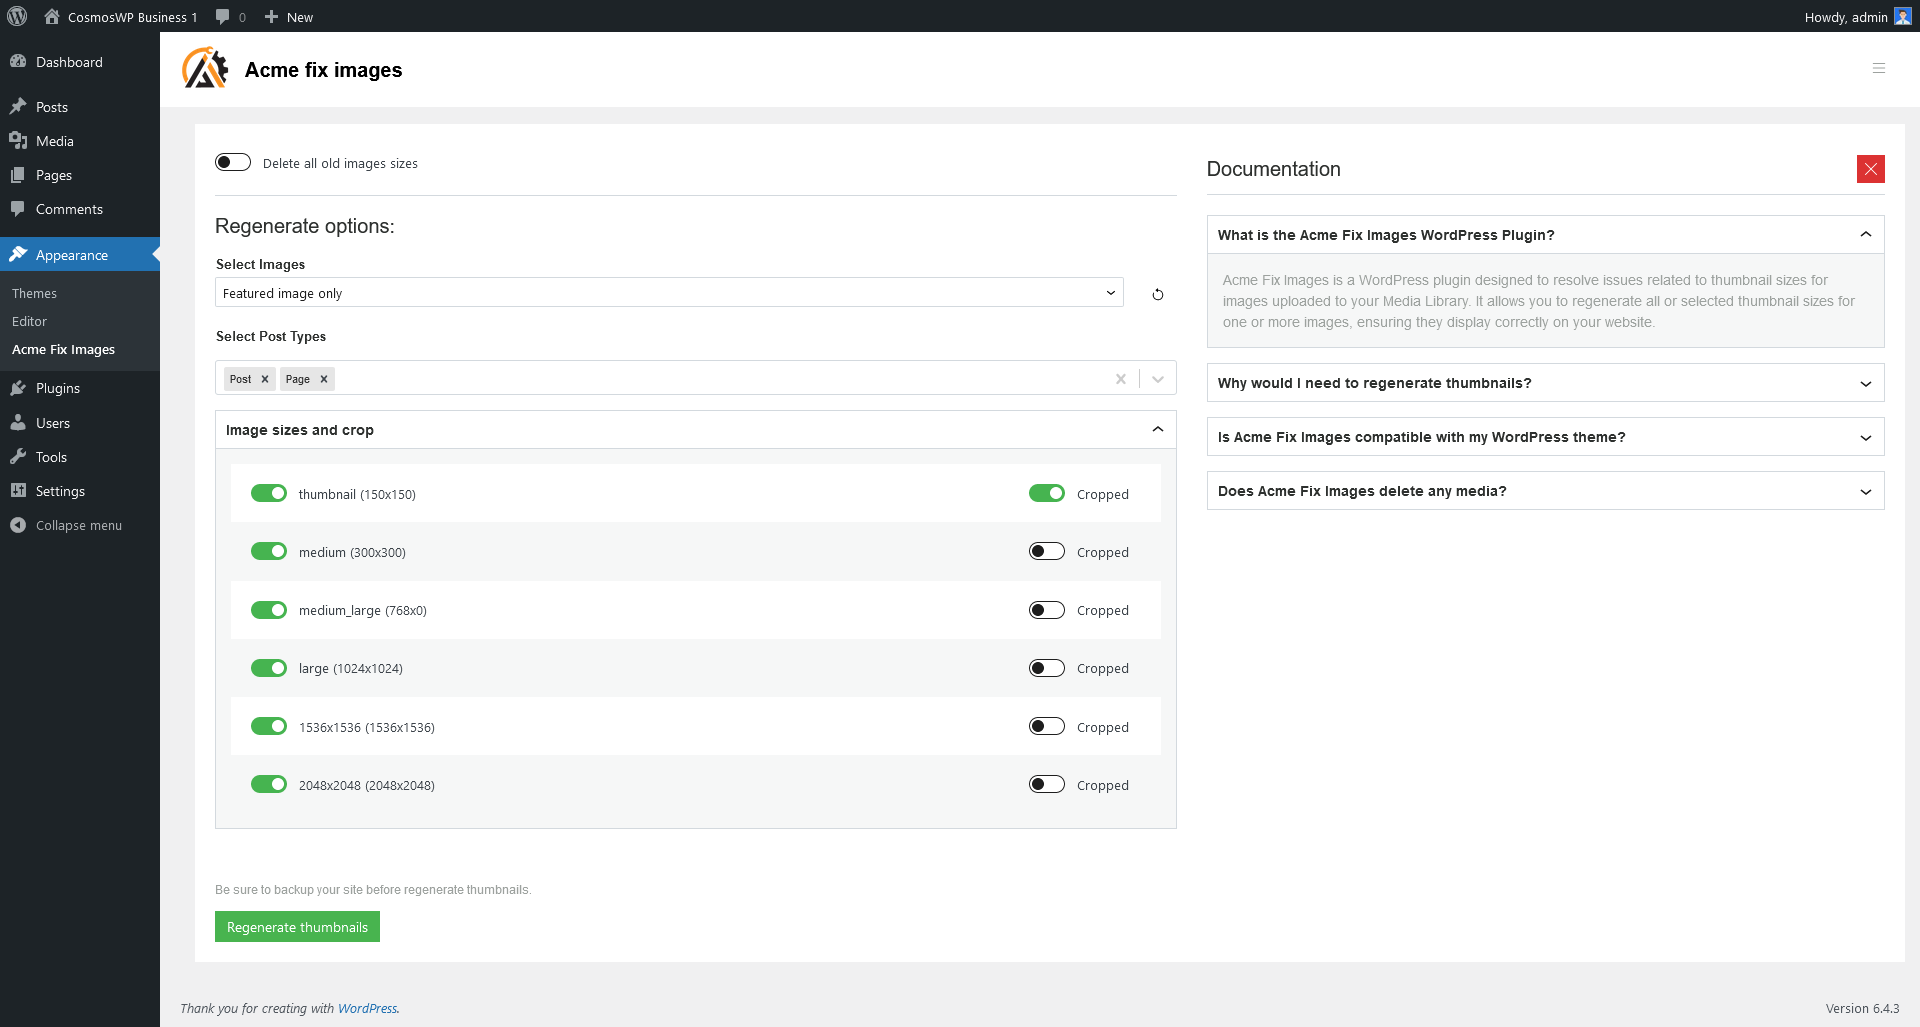 CosmosWP Business 1
0
New
Howdy, admin
Dashboard
Posts
Media
Pages
Comments
Appearance
Themes
Editor
Acme Fix Images
Plugins
Users
Tools
Settings
Collapse menu
Acme fix images
Delete all old images sizes
Regenerate options:
Select Images
Featured image only
Select Post Types
Post
Page
Image sizes and crop
thumbnail (150x150)
Cropped
medium (300x300)
Cropped
medium_large (768x0)
Cropped
large (1024x1024)
Cropped
1536x1536 (1536x1536)
Cropped
2048x2048 (2048x2048)
Cropped
Be sure to backup your site before regenerate thumbnails.
Regenerate thumbnails
Documentation
What is the Acme Fix Images WordPress Plugin?
Acme Fix Images is a WordPress plugin designed to resolve issues related to thumbnail sizes for
images uploaded to your Media Library. It allows you to regenerate all or selected thumbnail sizes for
one or more images, ensuring they display correctly on your website.
Why would I need to regenerate thumbnails?
Is Acme Fix Images compatible with my WordPress theme?
Does Acme Fix Images delete any media?
Thank you for creating with WordPress.
Version 6.4.3